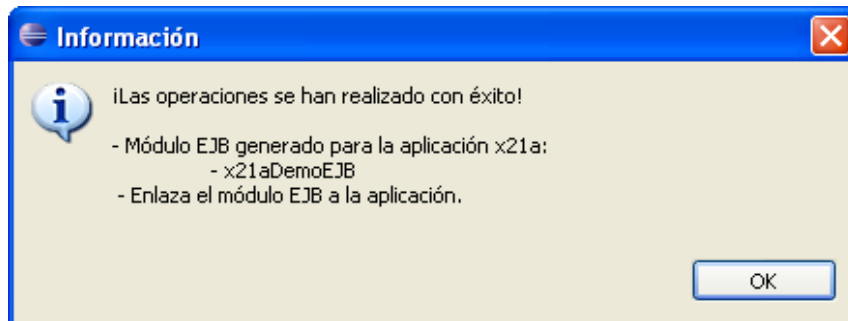 Información
¡Las operaciones se han realizado con éxito!
- Módulo EJB generado para la aplicación x21a:
- x21aDemoEJB
- Enlaza el módulo EJB a la aplicación.
OK